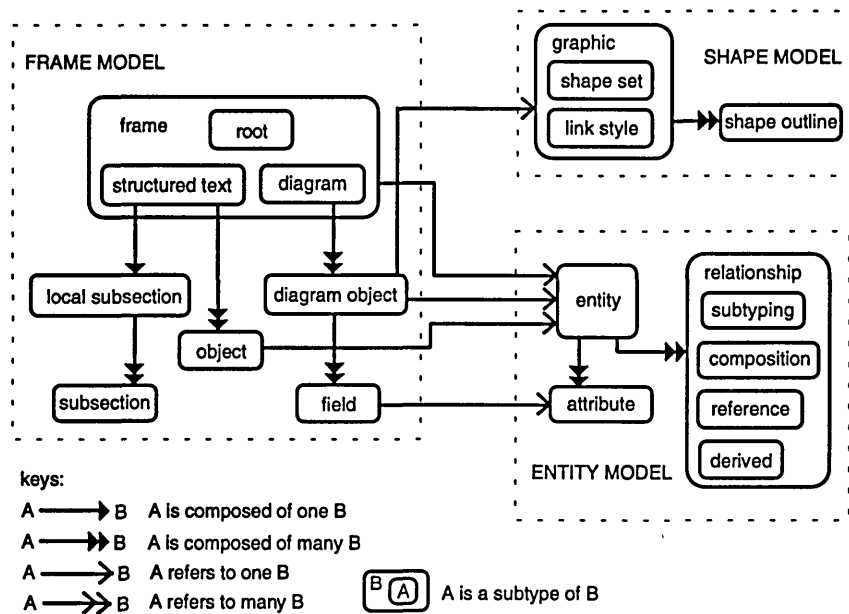 FRAME MODEL
frame
root
structured text
diagram
local subsection
diagram object
object
subsection
field
graphic
shape set
link style
SHAPE MODEL
shape outline
entity
attribute
relationship
subtyping
composition
reference
derived
ENTITY MODEL
keys:
A B A is composed of one B
A B A is composed of many B
A B A refers to one B
A B A refers to many B
B A A is a subtype of B